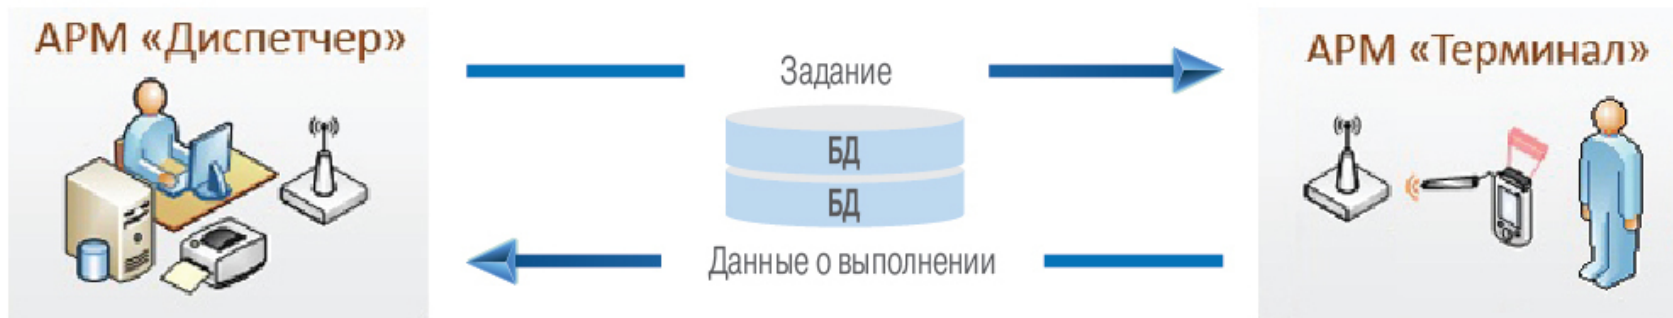 АРМ «Диспетчер»
Задание
АРМ «Терминал»
БД
БД
Данные о выполнении